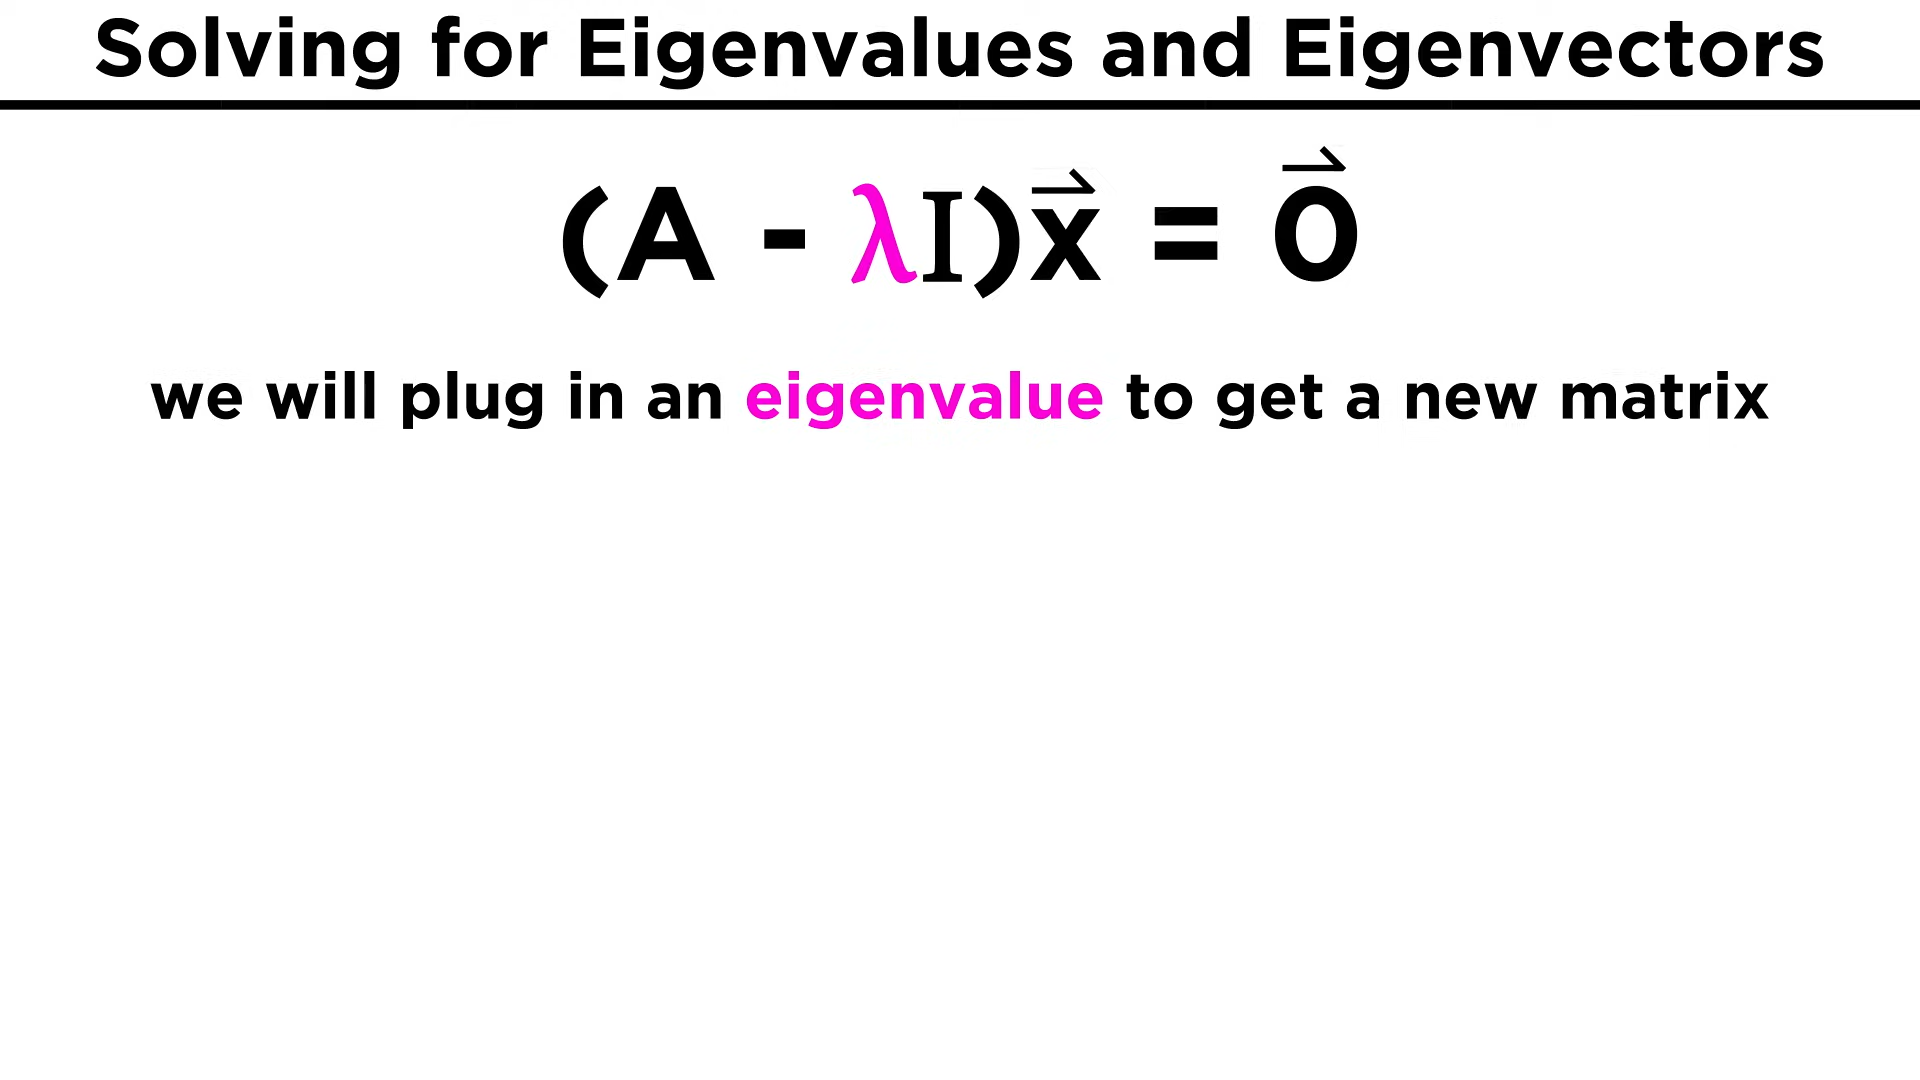 Solving for Eigenvalues and Eigenvectors
(A - λI)x⃗ = 0⃗
we will plug in an eigenvalue to get a new matrix